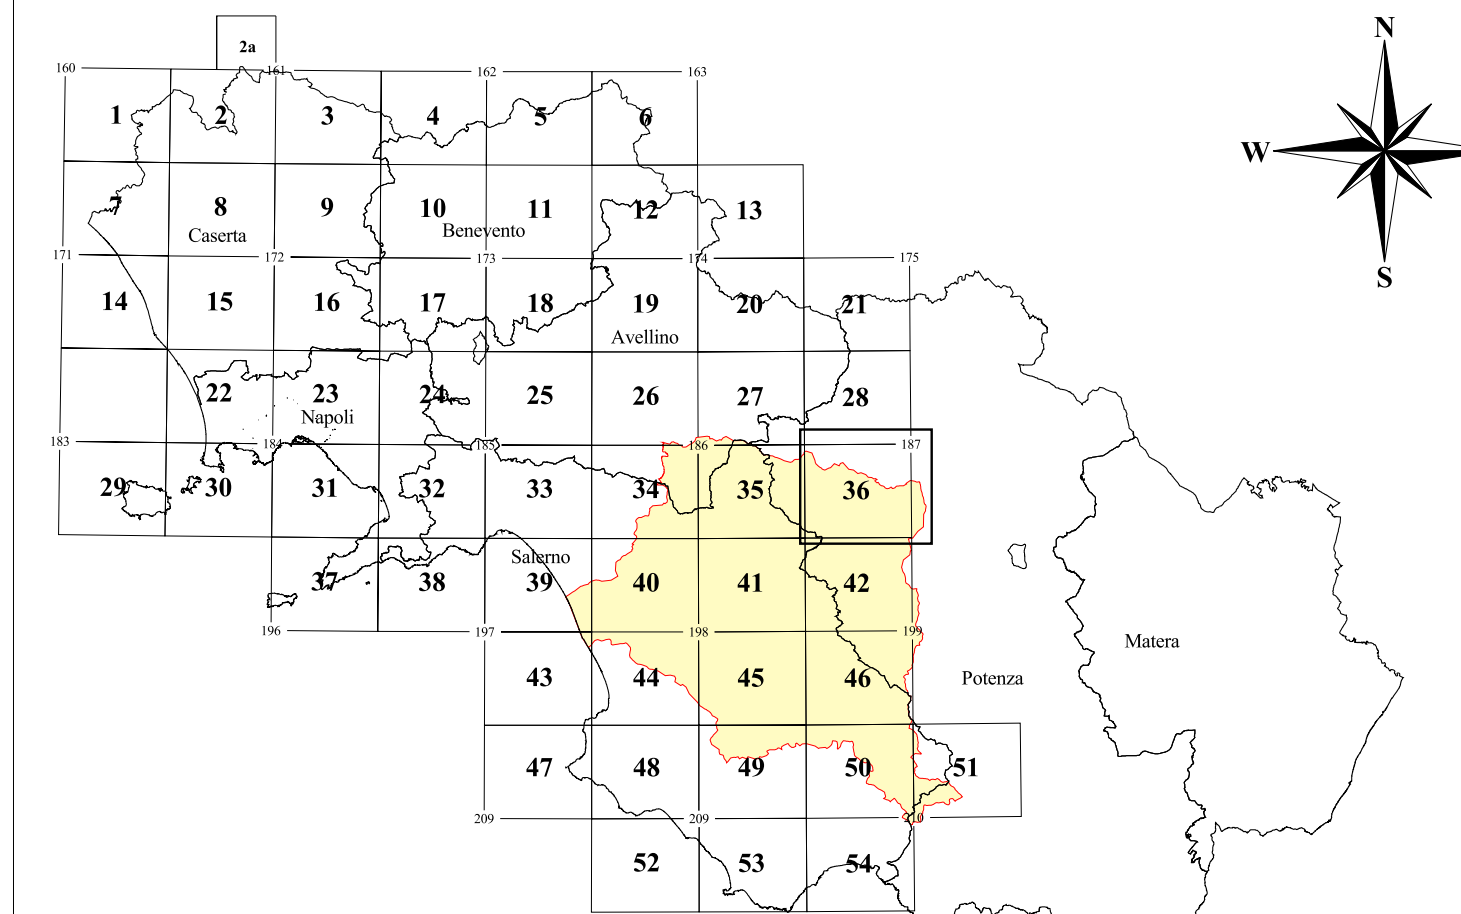 N
2a
160 161 162 163
1 2 3 4 5 6
W
7 8 9 10 11 12 13
Caserta Benevento
171 172 173 174 175
S
14 15 16 17 18 19 20 21
Avellino
22 23 24 25 26 27 28
Napoli
183 184 185 186 187
29 30 31 32 33 34 35 36
Salerno
37 38 39 40 41 42
196 197 198 199
Matera
43 44 45 46 Potenza
47 48 49 50 51
209 209 210
52 53 54